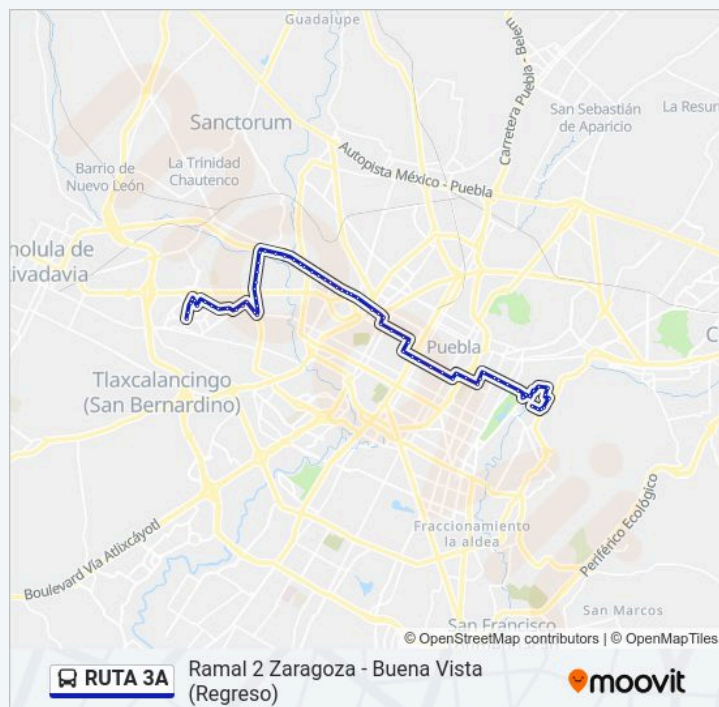 Guadalupe
Carretera Puebla - Belem
Sanctorum
San Sebastián
de Aparicio
La Resur
Barrio de
Nuevo León
La Trinidad
Chautenco
Autopista México - Puebla
holula de
Rivadavia
Puebla
C
Tlaxcalancingo
(San Bernardino)
Fraccionamiento
la aldea
Periférico Ecológico
Boulevard Vía Atlixcáyotl
San Marcos
San Francisco
© OpenStreetMap contributors | © OpenMapTiles
RUTA 3A
Ramal 2 Zaragoza - Buena Vista
(Regreso)
moovit